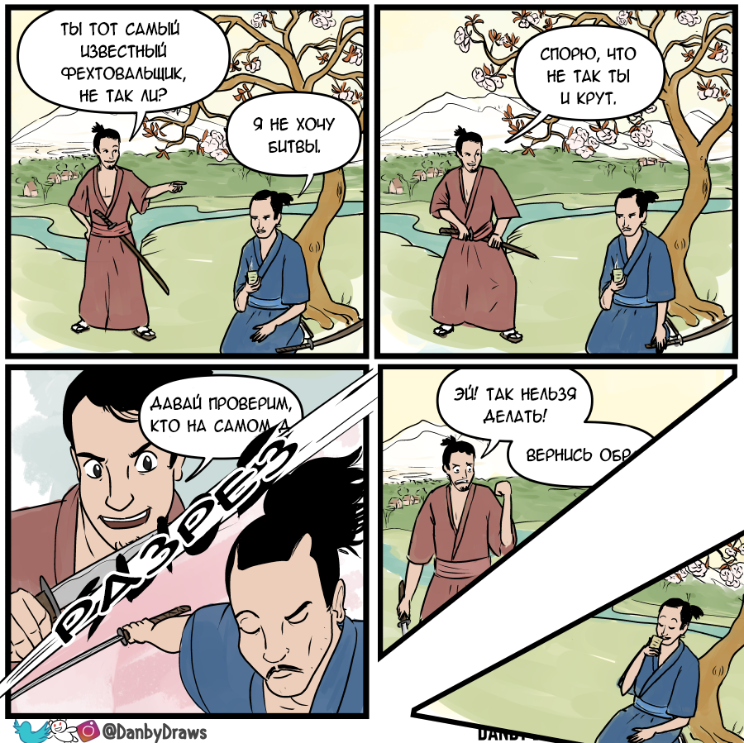 ТЫ ТОТ САМЫЙ
ИЗВЕСТНЫЙ
ФЕХТОВАЛЬЩИК,
НЕ ТАК ЛИ?
Я НЕ ХОЧУ
БИТВЫ.
СПОРЮ, ЧТО
НЕ ТАК ТЫ
И КРУТ.
ДАВАЙ ПРОВЕРИМ,
КТО НА САМОМ Д
РАЗРЕЗ
ЭЙ! ТАК НЕЛЬЗЯ
ДЕЛАТЬ!
ВЕРНИСЬ ОБР
@DanbyDraws